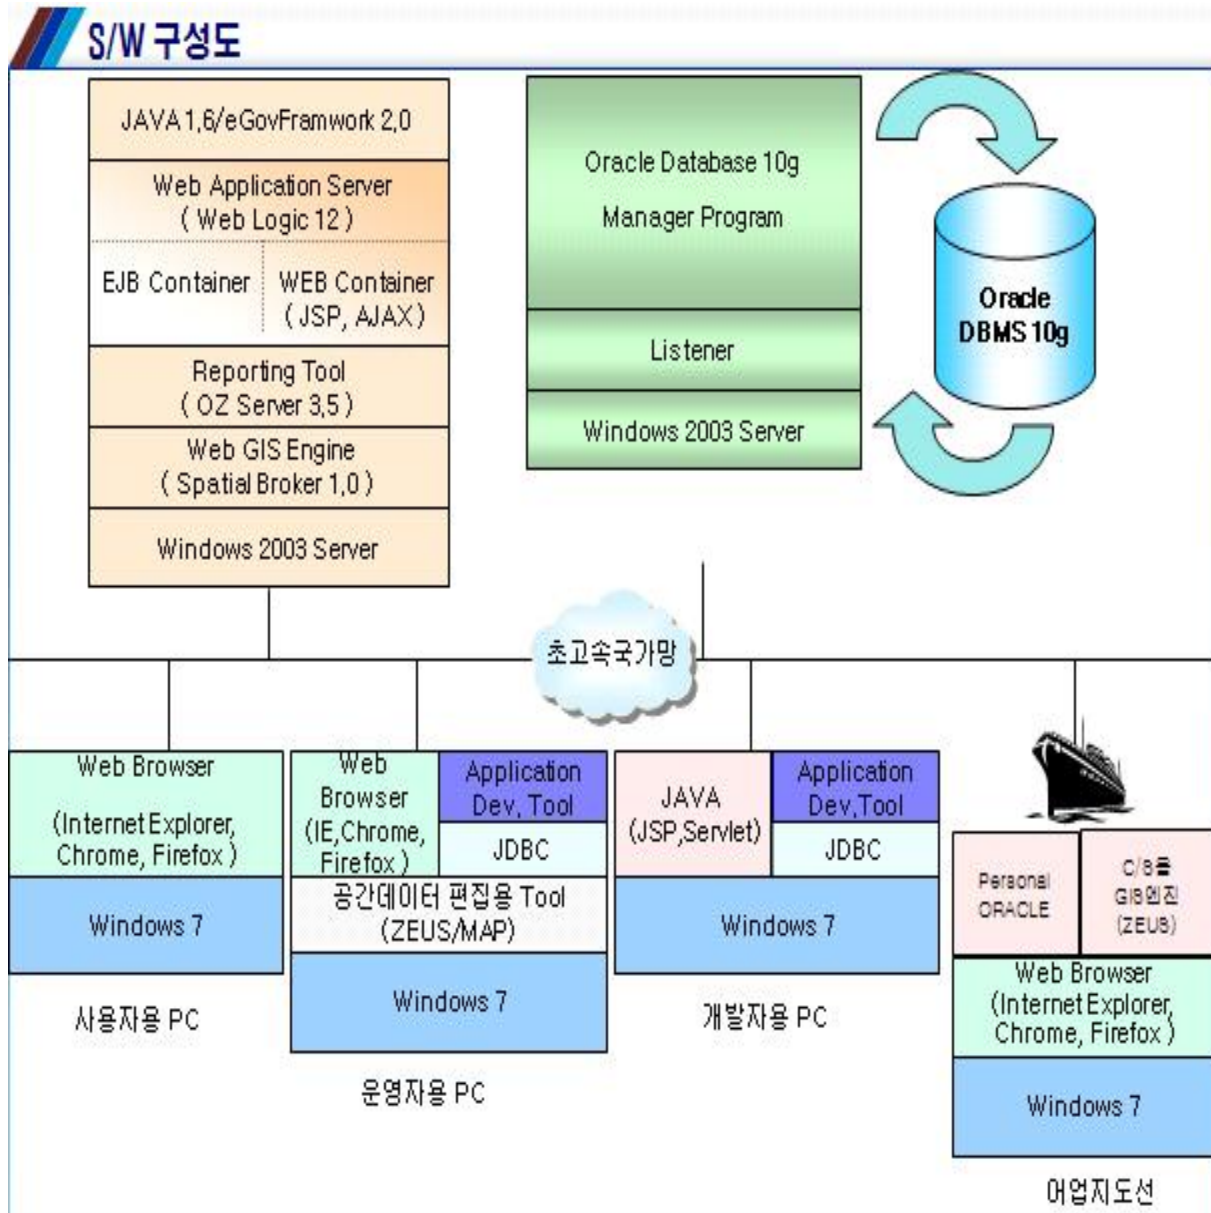 S/W 구성도
JAVA 1,6/eGovFramwork 2,0
Web Application Server
( Web Logic 12 )
EJB Container
WEB Container
( JSP, AJAX )
Reporting Tool
( OZ Server 3,5 )
Web GIS Engine
( Spatial Broker 1,0 )
Windows 2003 Server
Oracle Database 10g
Manager Program
Listener
Windows 2003 Server
Oracle
DBMS 10g
초고속국가망
Web Browser
(Internet Explorer,
Chrome, Firefox )
Windows 7
사용자용 PC
Web
Browser
(IE,Chrome,
Firefox )
Application
Dev, Tool
JDBC
공간데이터 편집용 Tool
(ZEUS/MAP)
Windows 7
운영자용 PC
JAVA
(JSP,Servlet)
Application
Dev,Tool
JDBC
Windows 7
개발자용 PC
Personal
ORACLE
C/S용
GIS엔진
(ZEUS)
Web Browser
(Internet Explorer,
Chrome, Firefox )
Windows 7
어업지도선